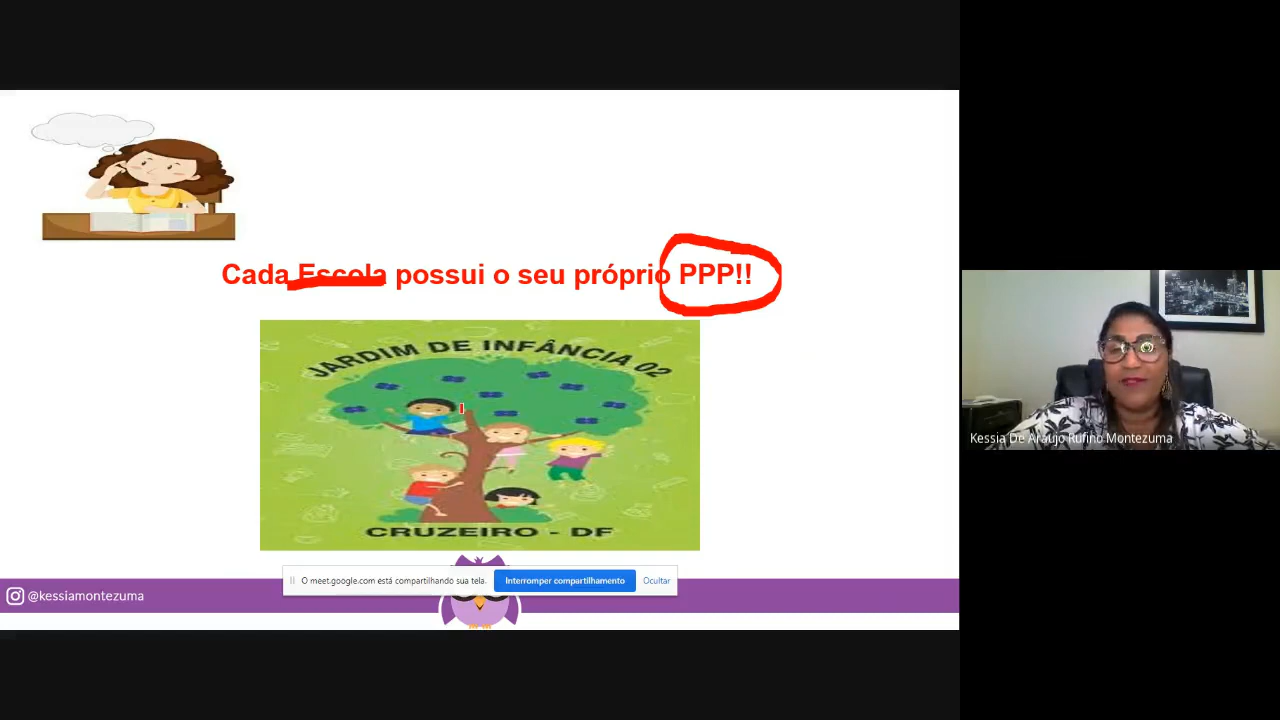 Cada Escola possui o seu próprio PPP!!
JARDIM DE INFÂNCIA 02
CRUZEIRO - DF
O meet.google.com está compartilhando sua tela.
Interromper compartilhamento
Ocultar
@kessiamontezuma
Kessia De Araujo Rufino Montezuma